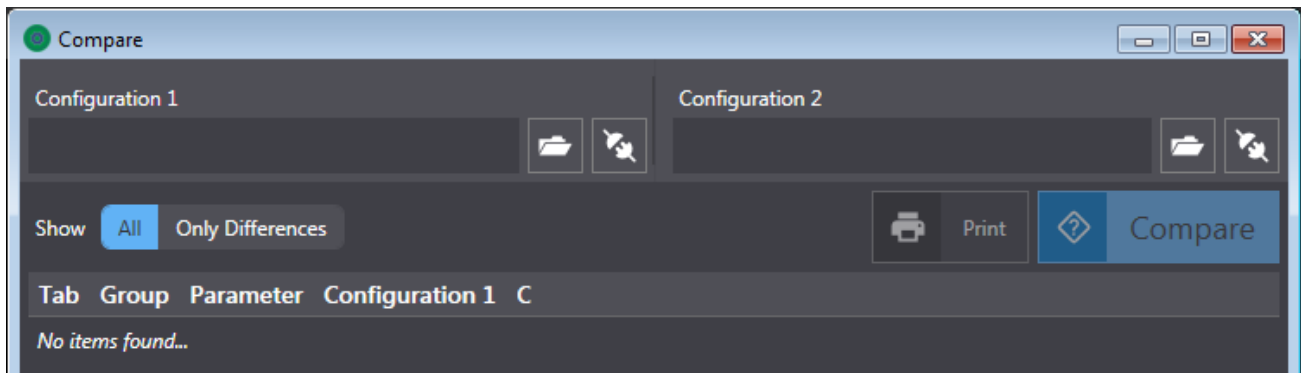 Compare
Configuration 1 Configuration 2
Show All Only Differences Print Compare
Tab Group Parameter Configuration 1 C
No items found...